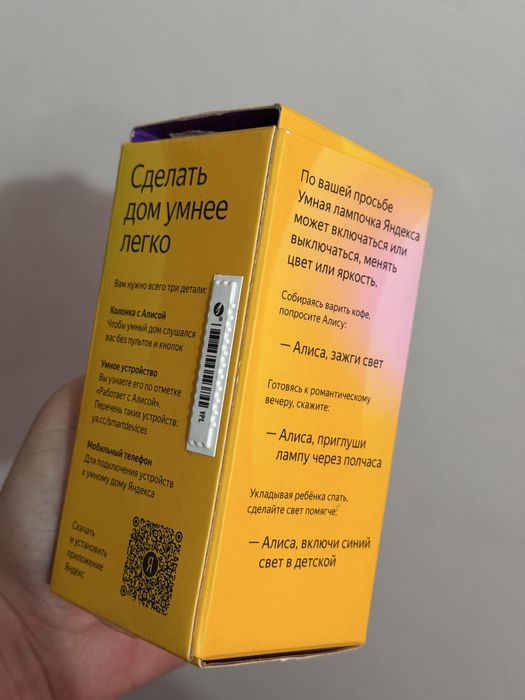 Сделать
дом умнее
легко
Вам нужно всего три детали:
Колонка с Алисой
Чтобы умный дом слушался
вас без пультов и кнопок
Умное устройство
Вы узнаете его по отметке
«Работает с Алисой».
Перечень таких устройств:
ya.cc/smartdevices
Мобильный телефон
Для подключения устройств
к умному дому Яндекса
Скачать
и установить
приложение
Яндекс
Я
По вашей просьбе
Умная лампочка Яндекса
может включаться или
выключаться, менять
цвет или яркость.
Собираясь варить кофе,
попросите Алису:
— Алиса, зажги свет
Готовясь к романтическому
вечеру, скажите:
— Алиса, приглуши
лампу через полчаса
Укладывая ребёнка спать,
сделайте свет помягче:
— Алиса, включи синий
свет в детской